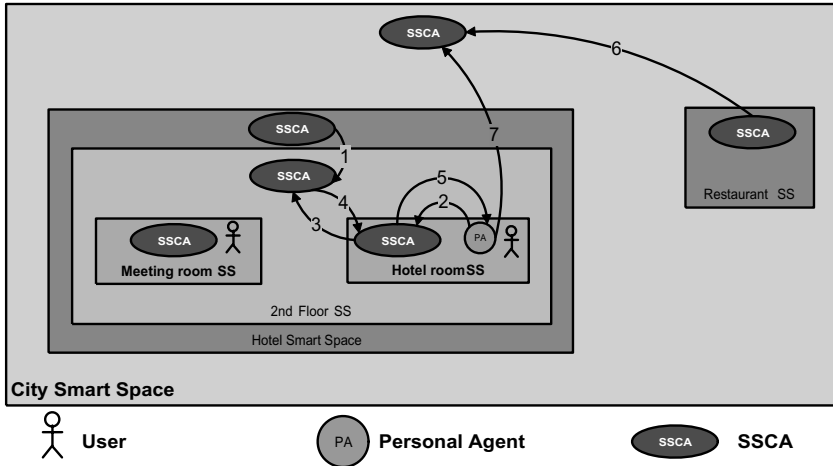 SSCA
6
7
SSCA
1
SSCA
SSCA
Restaurant SS
5
4
2
3
SSCA
SSCA
PA
Meeting room SS
Hotel roomSS
2nd Floor SS
Hotel Smart Space
City Smart Space
User
PA
Personal Agent
SSCA
SSCA